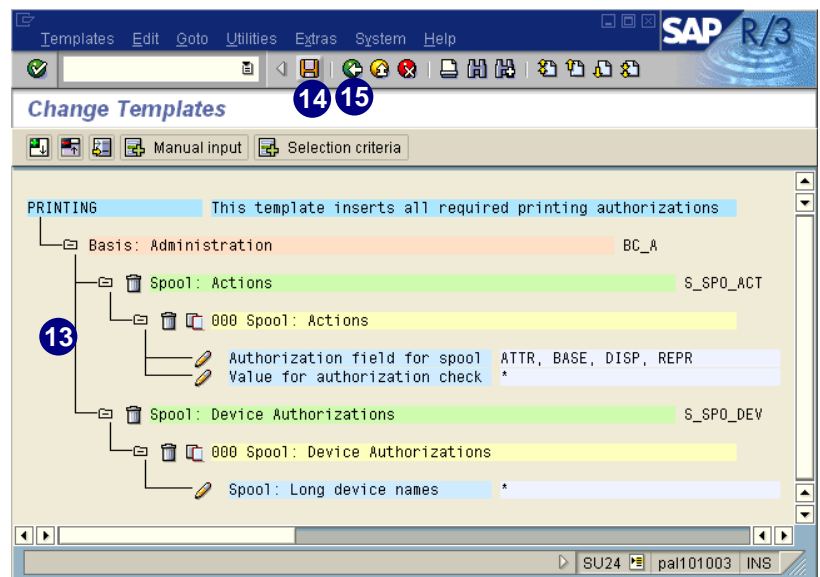 Templates Edit Goto Utilities Extras System Help
SAP R/3
14 15
Change Templates
Manual input Selection criteria
PRINTING This template inserts all required printing authorizations
Basis: Administration BC_A
Spool: Actions S_SPO_ACT
000 Spool: Actions
13
Authorization field for spool ATTR, BASE, DISP, REPR
Value for authorization check *
Spool: Device Authorizations S_SPO_DEV
000 Spool: Device Authorizations
Spool: Long device names *
SU24 pal101003 INS